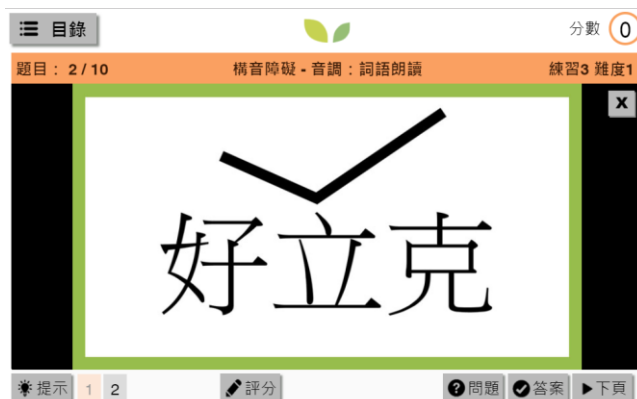 目錄
分數 0
題目：2 / 10
構音障礙 - 音調：詞語朗讀
練習3 難度1
X
好立克
提示
1
2
評分
問題
答案
下頁